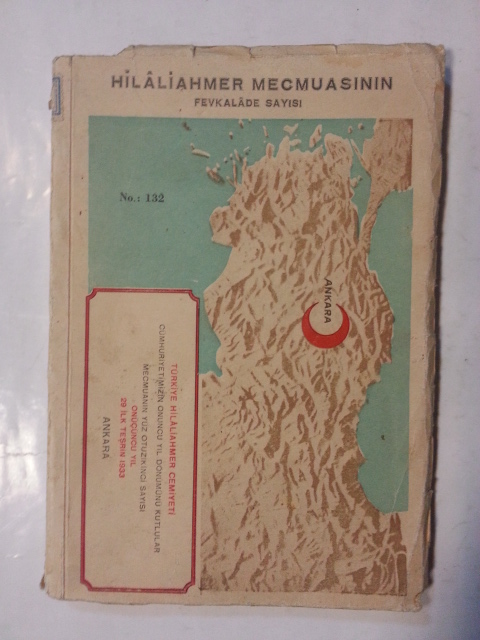 HİLÂLİAHMER MECMUASININ
FEVKALÂDE SAYISI
No.: 132
ANKARA
TÜRKİYE HİLÂLİAHMER CEMİYETİ
CUMHURİYETİMİZİN ONUNCU YIL DÖNÜMÜNÜ KUTLULAR
MECMUANIN YÜZ OTUZİKİNCİ SAYISI
ONÜÇÜNCÜ YIL
29 İLK TEŞRİN 1933
ANKARA